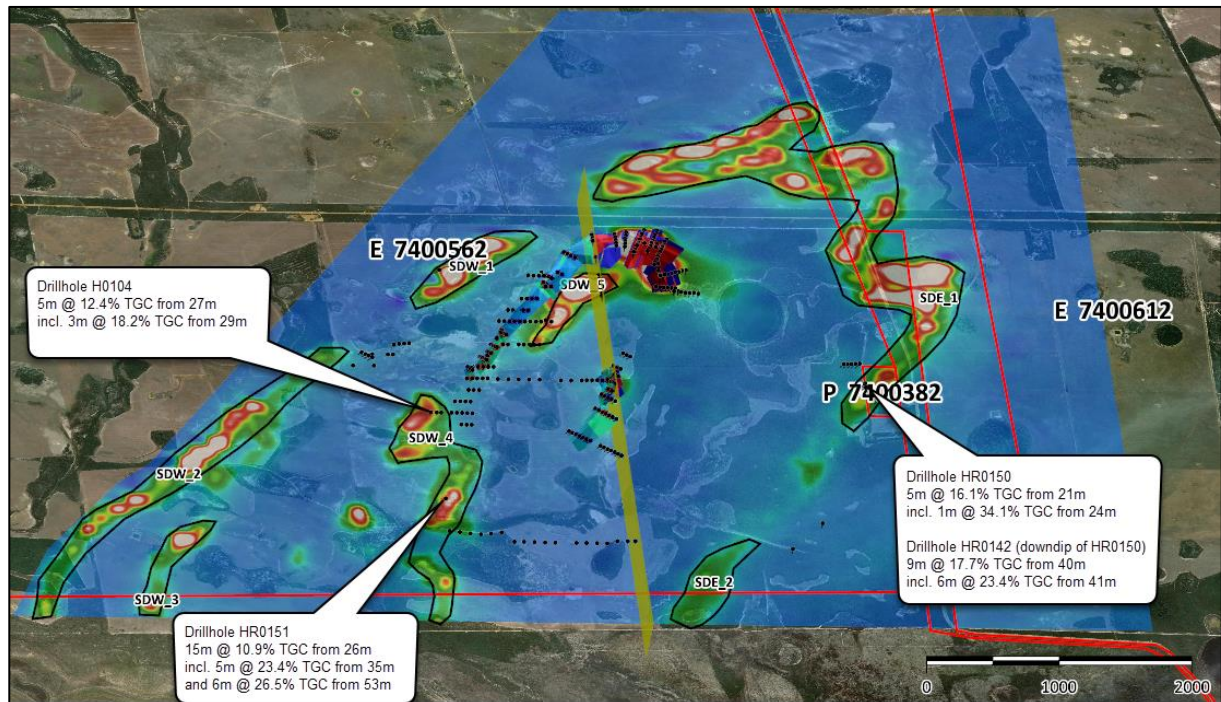 E 7400562
SDW_1
SDW_5
SDE_1
E 7400612
Drillhole H0104
5m @ 12.4% TGC from 27m
incl. 3m @ 18.2% TGC from 29m
P 7400382
SDW_4
SDW_2
Drillhole HR0150
5m @ 16.1% TGC from 21m
incl. 1m @ 34.1% TGC from 24m
Drillhole HR0142 (downdip of HR0150)
9m @ 17.7% TGC from 40m
incl. 6m @ 23.4% TGC from 41m
SDE_2
SDW_3
Drillhole HR0151
15m @ 10.9% TGC from 26m
incl. 5m @ 23.4% TGC from 35m
and 6m @ 26.5% TGC from 53m
0 1000 2000